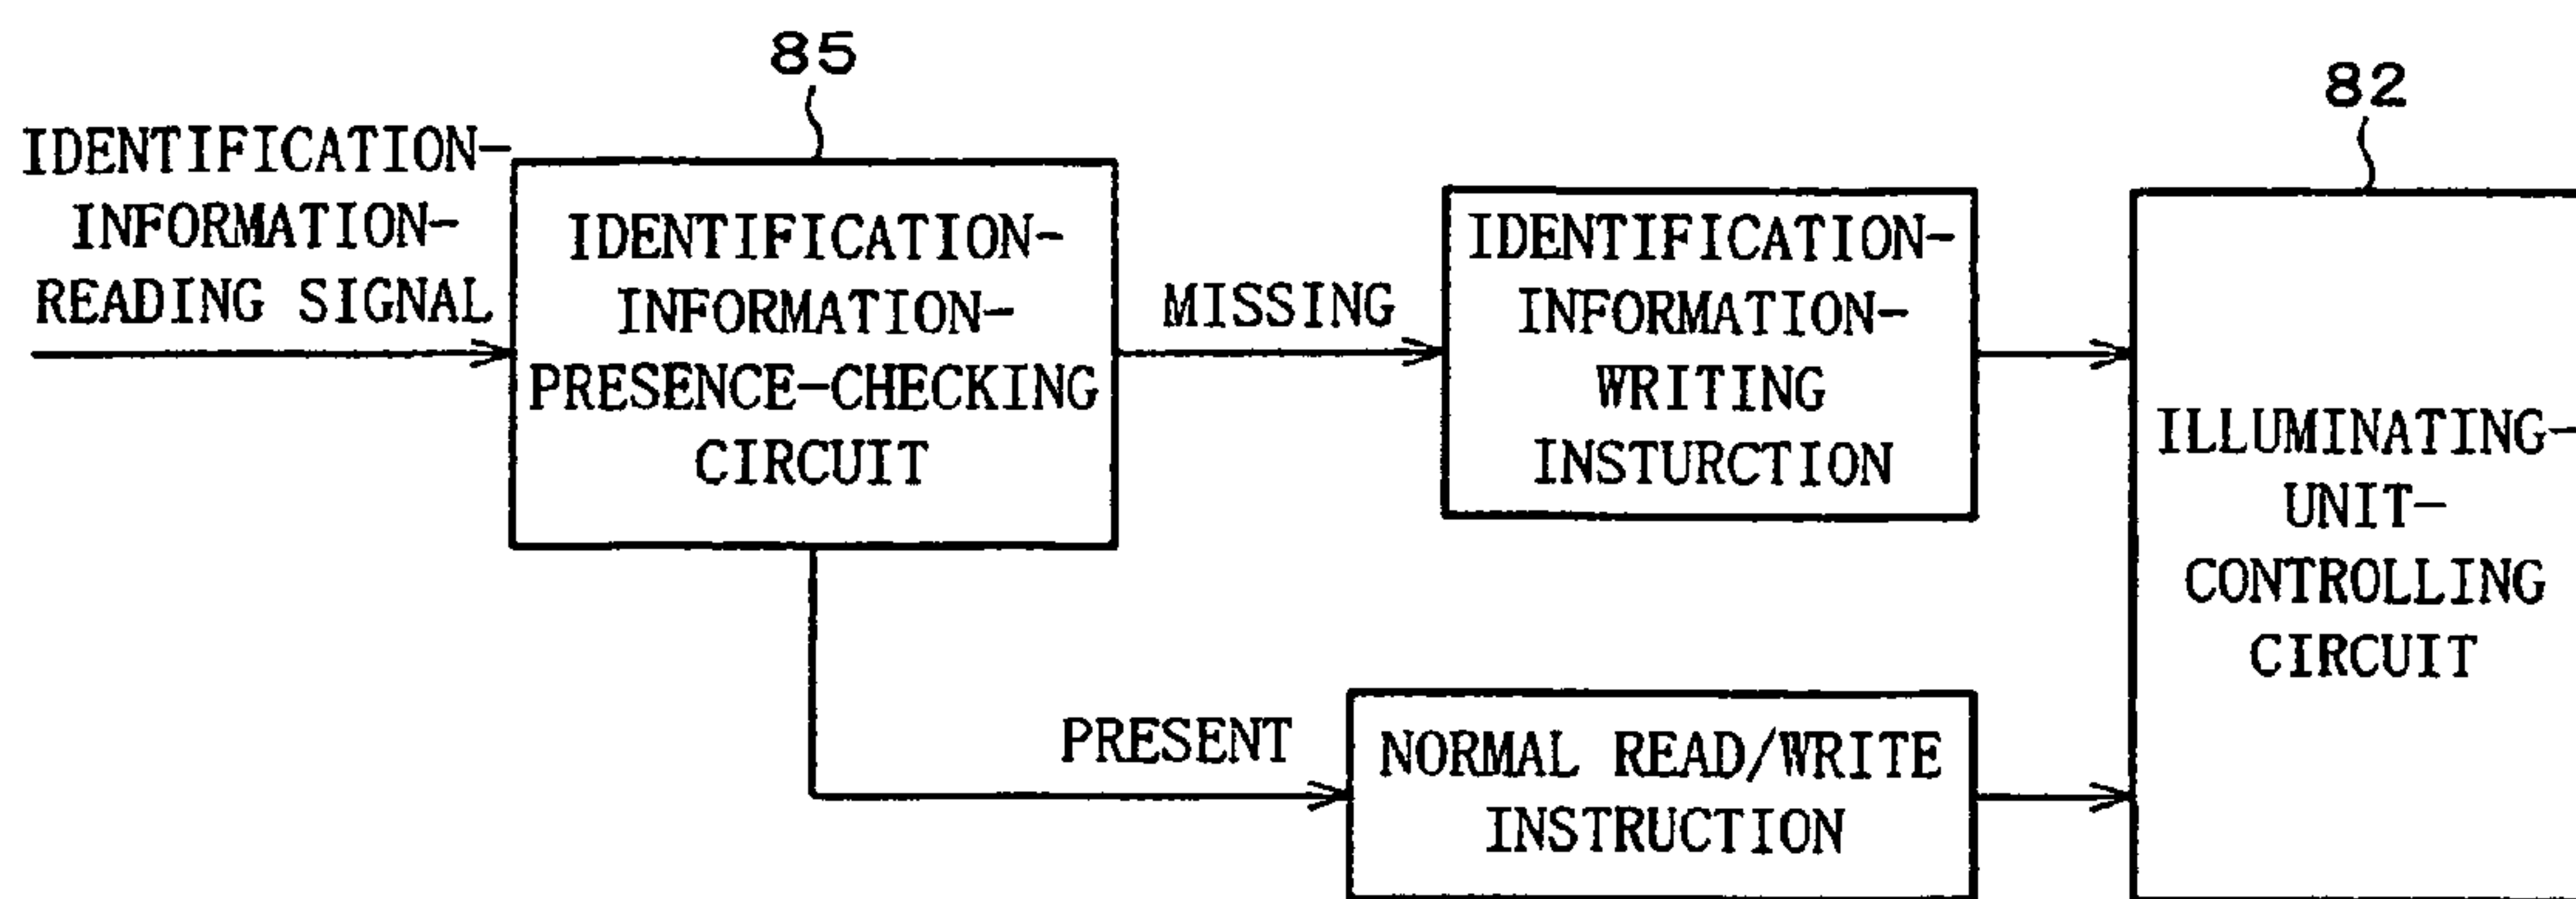 85
82
IDENTIFICATION-
INFORMATION-
READING SIGNAL
IDENTIFICATION-
INFORMATION-
PRESENCE-CHECKING
CIRCUIT
MISSING
IDENTIFICATION-
INFORMATION-
WRITING
INSTURCTION
ILLUMINATING-
UNIT-
CONTROLLING
CIRCUIT
PRESENT
NORMAL READ/WRITE
INSTRUCTION